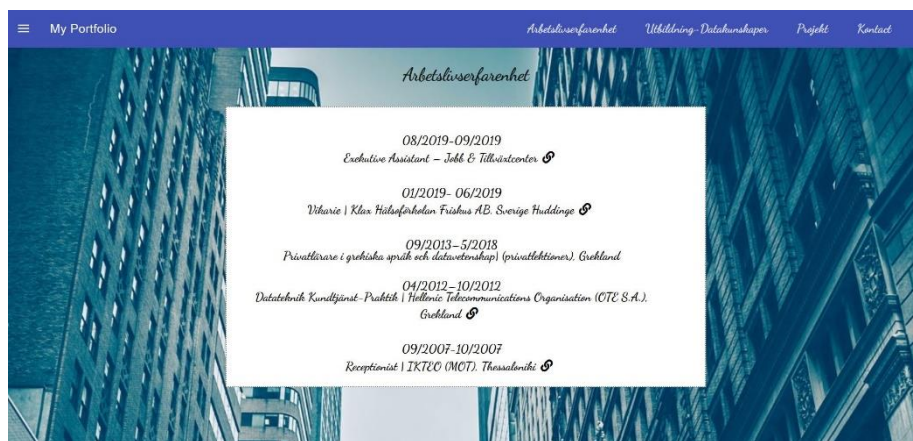 My Portfolio
Arbetslivserfarenhet
Utbildning-Datakunskaper
Projekt
Kontact
Arbetslivserfarenhet
08/2019-09/2019
Exekutive Assistant – Jobb & Tillväxtcenter
01/2019- 06/2019
Vikarie | Klax Hälsoförskolan Friskus AB. Sverige Huddinge
09/2013–5/2018
Privatlärare i grekiska språk och datavetenskap| (privatlektioner), Grekland
04/2012–10/2012
Datateknik Kundtjänst-Praktik | Hellenic Telecommunications Organisation (OTE S.A.),
Grekland
09/2007-10/2007
Receptionist | IKTEO (MOT), Thessaloniki